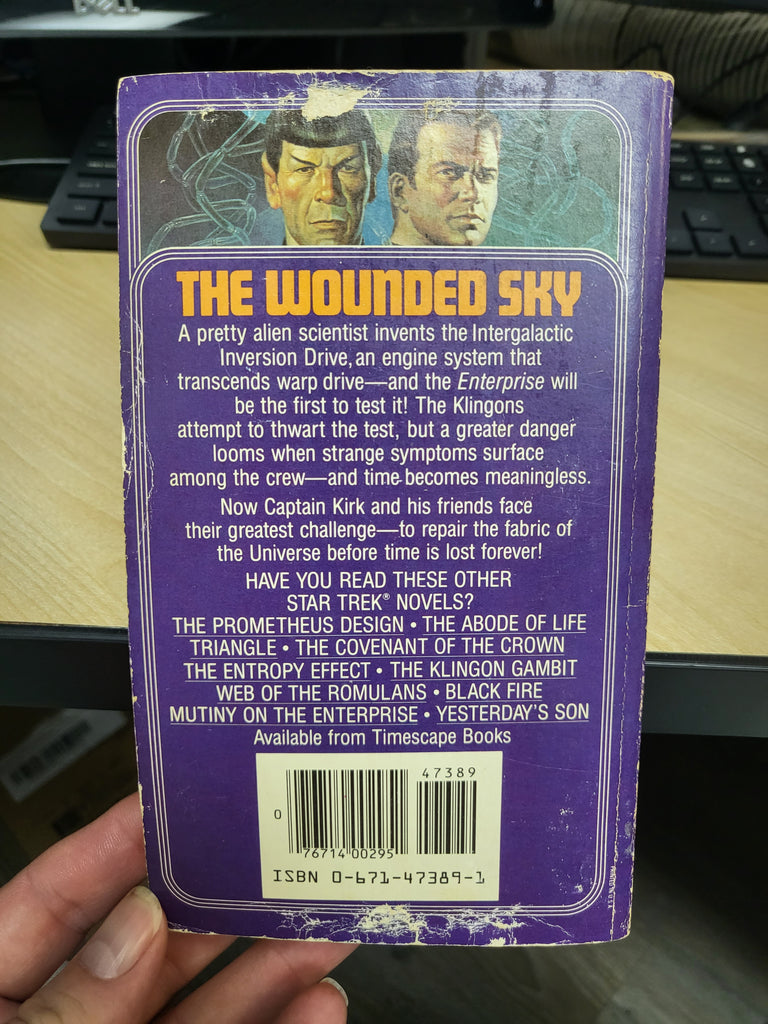 DELL
THE WOUNDED SKY
A pretty alien scientist invents the Intergalactic
Inversion Drive, an engine system that
transcends warp drive—and the Enterprise will
be the first to test it! The Klingons
attempt to thwart the test, but a greater danger
looms when strange symptoms surface
among the crew—and time becomes meaningless.
Now Captain Kirk and his friends face
their greatest challenge—to repair the fabric of
the Universe before time is lost forever!
HAVE YOU READ THESE OTHER
STAR TREK® NOVELS?
THE PROMETHEUS DESIGN • THE ABODE OF LIFE
TRIANGLE • THE COVENANT OF THE CROWN
THE ENTROPY EFFECT • THE KLINGON GAMBIT
WEB OF THE ROMULANS • BLACK FIRE
MUTINY ON THE ENTERPRISE • YESTERDAY'S SON
Available from Timescape Books
47389
0
76714 00295
ISBN 0-671-47389-1